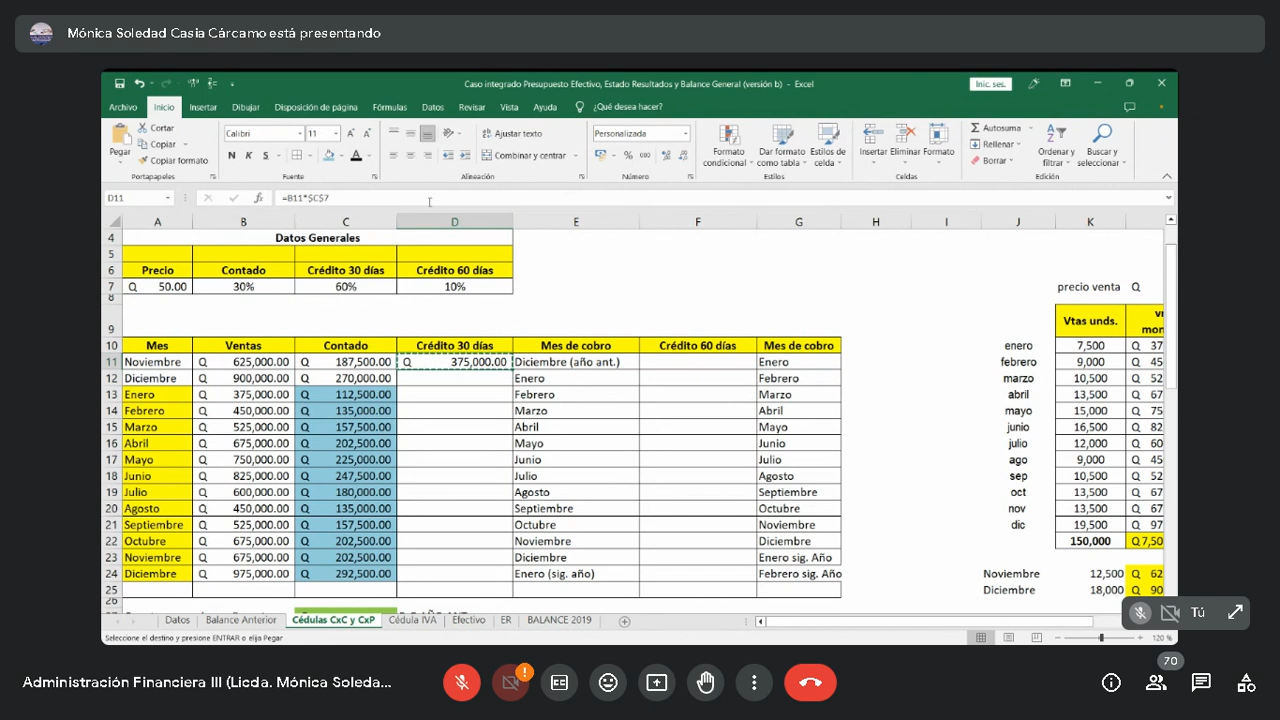 Mónica Soledad Casia Cárcamo está presentando
Caso integrado Presupuesto Efectivo, Estado Resultados y Balance General (versión b) - Excel
Inic. ses.
Archivo Inicio Insertar Dibujar Disposición de página Fórmulas Datos Revisar Vista Ayuda ¿Qué desea hacer?
Pegar Cortar Copiar Copiar formato
Portapapeles
Calibri 11
N K S
Fuente
Ajustar texto
Combinar y centrar
Alineación
Personalizada
% 000
Número
Formato condicional Dar formato como tabla Estilos de celda
Estilos
Insertar Eliminar Formato
Celdas
Autosuma
Rellenar
Borrar
Ordenar y filtrar Buscar y seleccionar
Edición
D11 fx =B11*$C$7
A B C D E F G H I J K
4 Datos Generales
5
6 Precio Contado Crédito 30 días Crédito 60 días
7 Q 50.00 30% 60% 10% precio venta Q
8
9 Vtas unds.
10 Mes Ventas Contado Crédito 30 días Mes de cobro Crédito 60 días Mes de cobro
11 Noviembre Q 625,000.00 Q 187,500.00 Q 375,000.00 Diciembre (año ant.) Enero enero 7,500 Q 37
12 Diciembre Q 900,000.00 Q 270,000.00 Enero Febrero febrero 9,000 Q 45
13 Enero Q 375,000.00 Q 112,500.00 Febrero Marzo marzo 10,500 Q 52
14 Febrero Q 450,000.00 Q 135,000.00 Marzo Abril abril 13,500 Q 67
15 Marzo Q 525,000.00 Q 157,500.00 Abril Mayo mayo 15,000 Q 75
16 Abril Q 675,000.00 Q 202,500.00 Mayo Junio junio 16,500 Q 82
17 Mayo Q 750,000.00 Q 225,000.00 Junio Julio julio 12,000 Q 60
18 Junio Q 825,000.00 Q 247,500.00 Julio Agosto ago 9,000 Q 45
19 Julio Q 600,000.00 Q 180,000.00 Agosto Septiembre sep 10,500 Q 52
20 Agosto Q 450,000.00 Q 135,000.00 Septiembre Octubre oct 13,500 Q 67
21 Septiembre Q 525,000.00 Q 157,500.00 Octubre Noviembre nov 13,500 Q 67
22 Octubre Q 675,000.00 Q 202,500.00 Noviembre Diciembre dic 19,500 Q 97
23 Noviembre Q 675,000.00 Q 202,500.00 Diciembre Enero sig. Año 150,000 Q 7,50
24 Diciembre Q 975,000.00 Q 292,500.00 Enero (sig. año) Febrero sig. Año Noviembre 12,500 Q 62
25 Diciembre 18,000 Q 90
26
Datos Balance Anterior Cédulas CxC y CxP Cédula IVA Efectivo ER BALANCE 2019
Seleccione el destino y presione ENTRAR o elija Pegar
120 %
Tú
Administración Financiera III (Licda. Mónica Soleda...
70